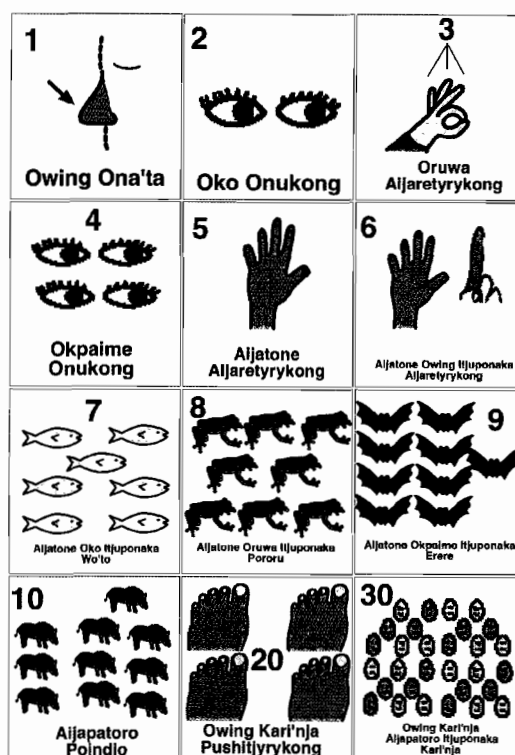 1
Owing Ona'ta
2
Oko Onukong
3
Oruwa
Aijaretyrykong
4
Okpaime
Onukong
5
Aijatone
Aijaretyrykong
6
Aijatone Owing Itjuponaka
Aijaretyrykong
7
Aijatone Oko Itjuponaka
Wo'to
8
Aijatone Oruwa Itjuponaka
Pororu
9
Aijatone Okpaime Itjuponaka
Erere
10
Aijapatoro
Poindjo
20
Owing Kari'nja
Pushitjyrykong
30
Owing Kari'nja
Aijapatoro Itjuponaka
Kari'nja